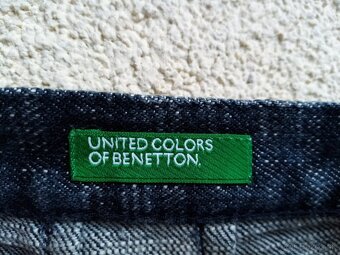 UNITED COLORS
OF BENETTON.